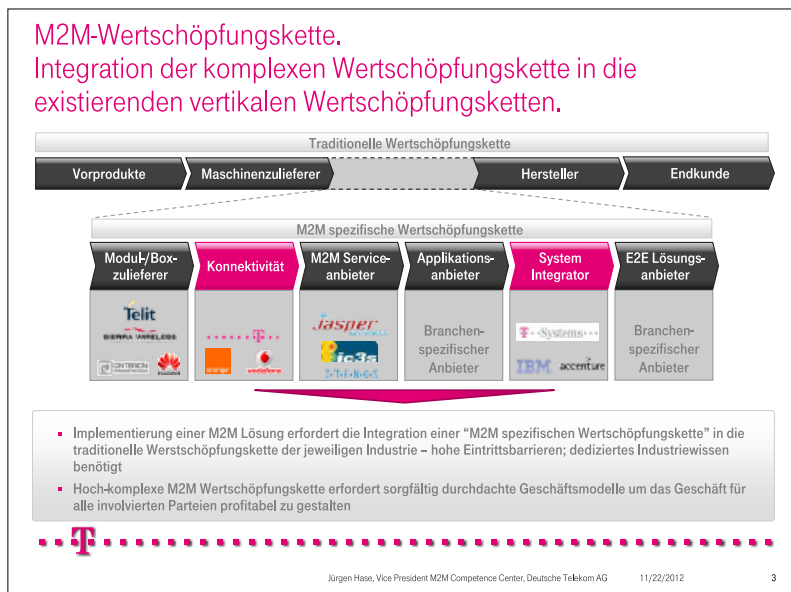 M2M-Wertschöpfungskette.
Integration der komplexen Wertschöpfungskette in die
existierenden vertikalen Wertschöpfungsketten.
Traditionelle Wertschöpfungskette
Vorprodukte Maschinenzulieferer Hersteller Endkunde
M2M spezifische Wertschöpfungskette
Modul-/Box-
zulieferer
Konnektivität
M2M Service-
anbieter
Applikations-
anbieter
System
Integrator
E2E Lösungs-
anbieter
Telit
SIERRA WIRELESS
CINTERION
HUAWEI
T
orange
vodafone
Jasper
WIRELESS
ic3s
Branchen-
spezifischer
Anbieter
T··Systems···
IBM
accenture
Branchen-
spezifischer
Anbieter
Implementierung einer M2M Lösung erfordert die Integration einer “M2M spezifischen Wertschöpfungskette” in die
traditionelle Werstschöpfungskette der jeweiligen Industrie – hohe Eintrittsbarrieren; dediziertes Industriewissen
benötigt
Hoch-komplexe M2M Wertschöpfungskette erfordert sorgfältig durchdachte Geschäftsmodelle um das Geschäft für
alle involvierten Parteien profitabel zu gestalten
T
Jürgen Hase, Vice President M2M Competence Center, Deutsche Telekom AG 11/22/2012 3